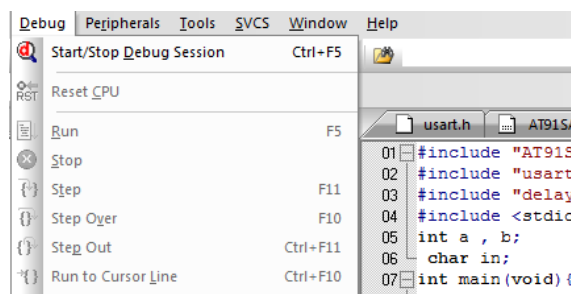 Debug Peripherals Tools SVCS Window Help
Start/Stop Debug Session Ctrl+F5
RST Reset CPU
Run F5
Stop
Step F11
Step Over F10
Step Out Ctrl+F11
Run to Cursor Line Ctrl+F10
usart.h AT91SA
01 #include "AT91S
02 #include "usart
03 #include "delay
04 #include <stdic
05 int a , b;
06 char in;
07 int main(void){